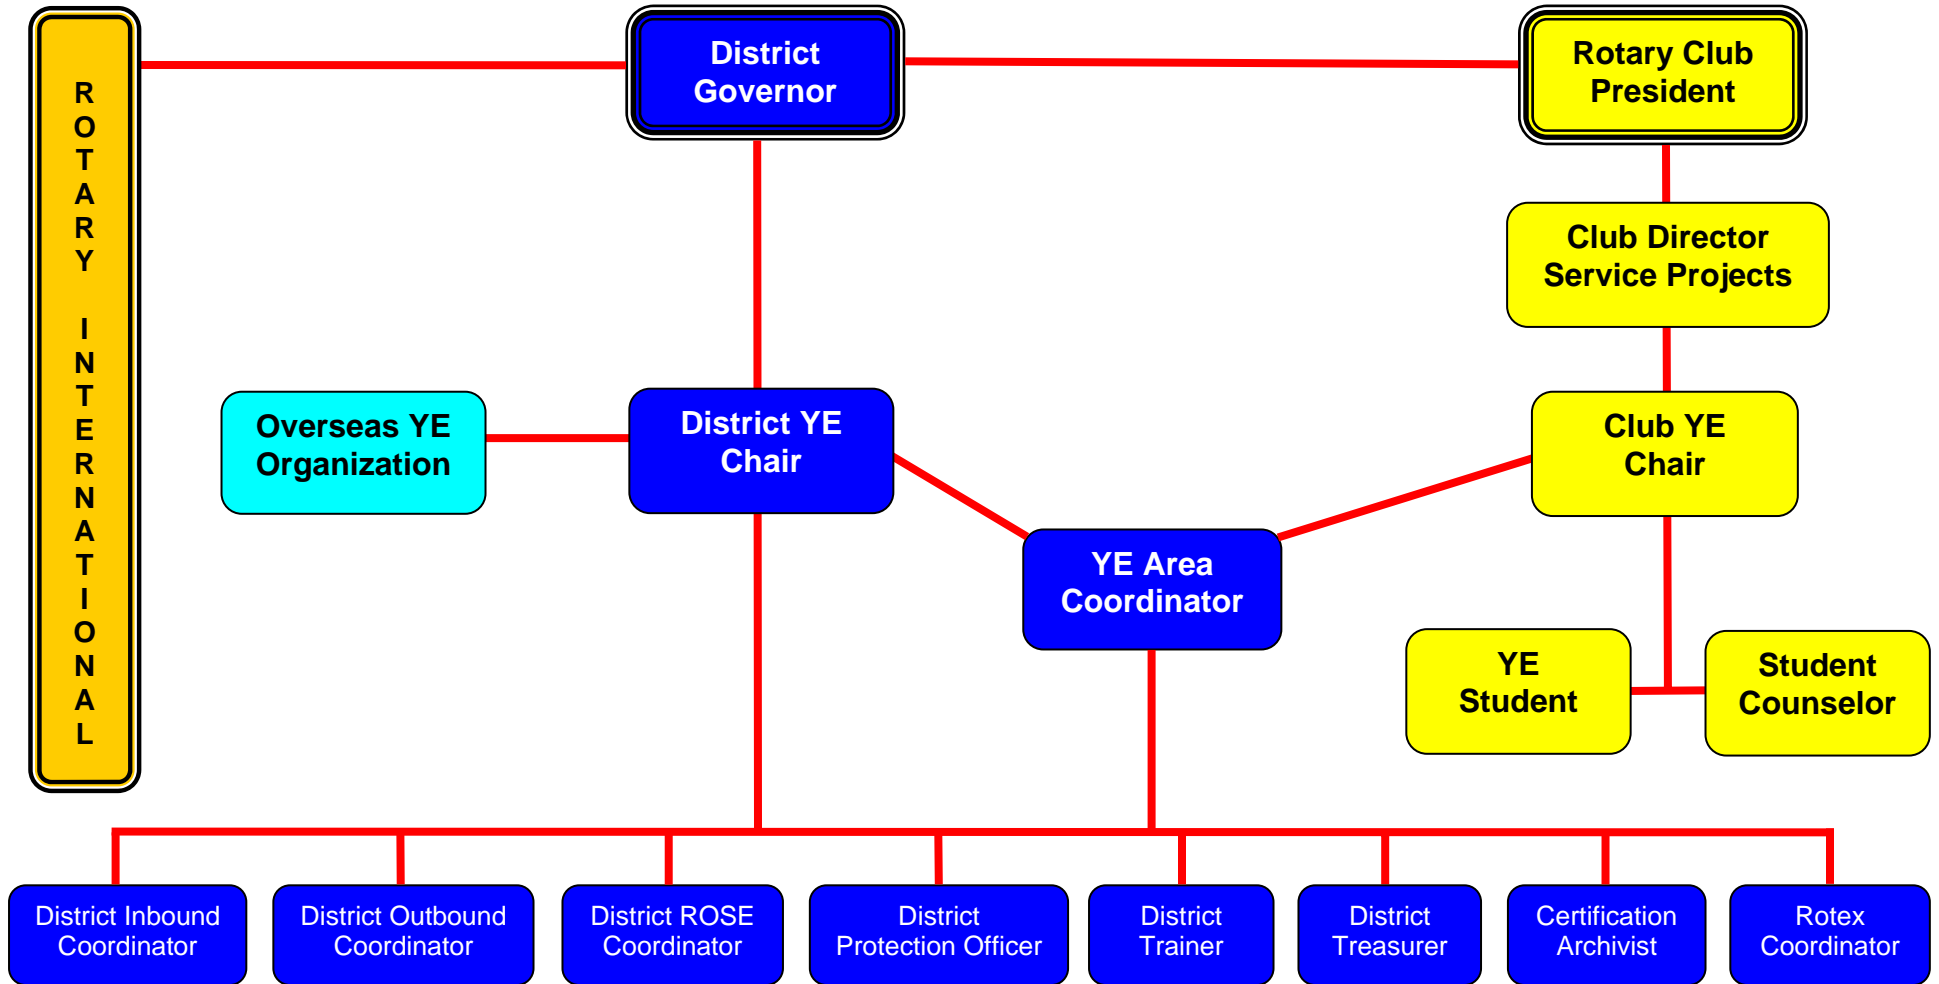 ROTARY INTERNATIONAL
District
Governor
Rotary Club
President
Club Director
Service Projects
Overseas YE
Organization
District YE
Chair
Club YE
Chair
YE Area
Coordinator
YE
Student
Student
Counselor
District Inbound
Coordinator
District Outbound
Coordinator
District ROSE
Coordinator
District
Protection Officer
District
Trainer
District
Treasurer
Certification
Archivist
Rotex
Coordinator